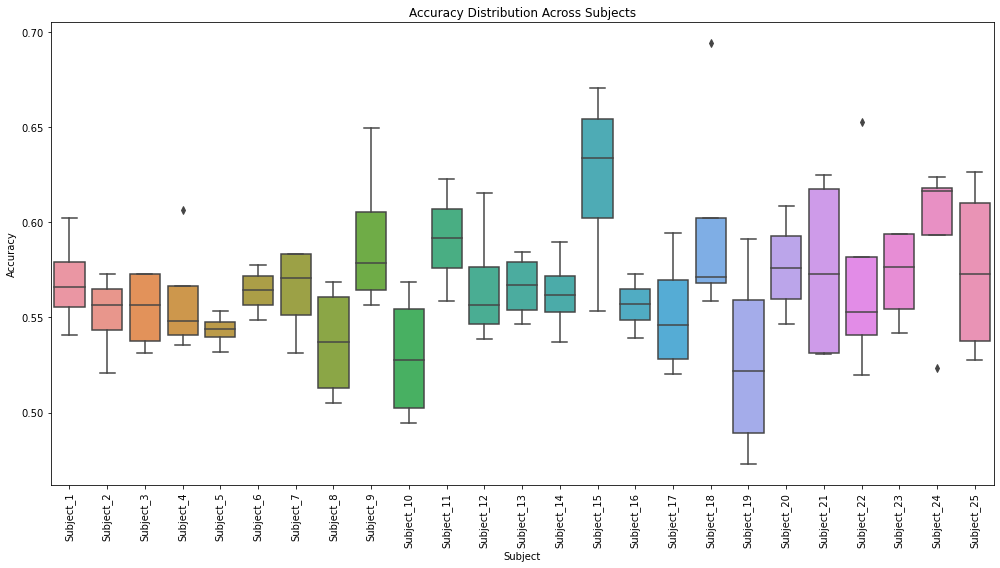 Accuracy Distribution Across Subjects
0.70
0.65
0.60
0.55
0.50
Accuracy
Subject_1
Subject_2
Subject_3
Subject_4
Subject_5
Subject_6
Subject_7
Subject_8
Subject_9
Subject_10
Subject_11
Subject_12
Subject_13
Subject_14
Subject_15
Subject_16
Subject_17
Subject_18
Subject_19
Subject_20
Subject_21
Subject_22
Subject_23
Subject_24
Subject_25
Subject